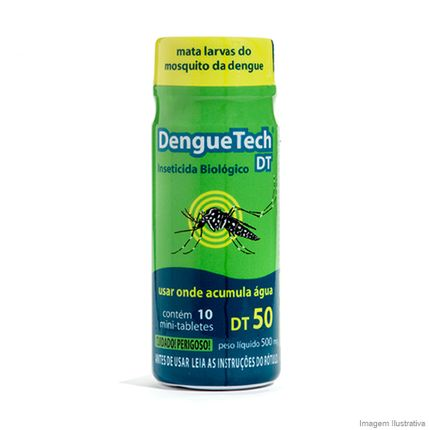 mata larvas do
mosquito da dengue
DengueTech
DT
Inseticida Biológico
usar onde acumula água
contém 10
mini-tabletes
DT 50
peso líquido 500 mg
CUIDADO! PERIGOSO!
ANTES DE USAR LEIA AS INSTRUÇÕES DO RÓTULO
Imagem Ilustrativa